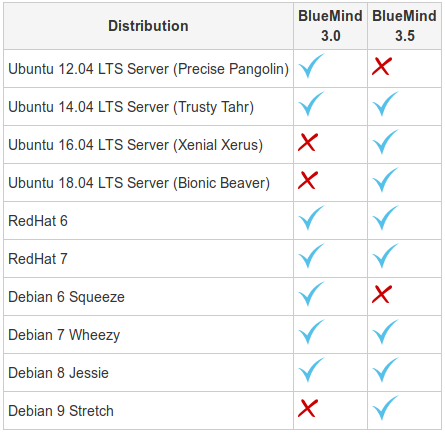 Distribution
BlueMind 3.0
BlueMind 3.5
Ubuntu 12.04 LTS Server (Precise Pangolin)
Ubuntu 14.04 LTS Server (Trusty Tahr)
Ubuntu 16.04 LTS Server (Xenial Xerus)
Ubuntu 18.04 LTS Server (Bionic Beaver)
RedHat 6
RedHat 7
Debian 6 Squeeze
Debian 7 Wheezy
Debian 8 Jessie
Debian 9 Stretch